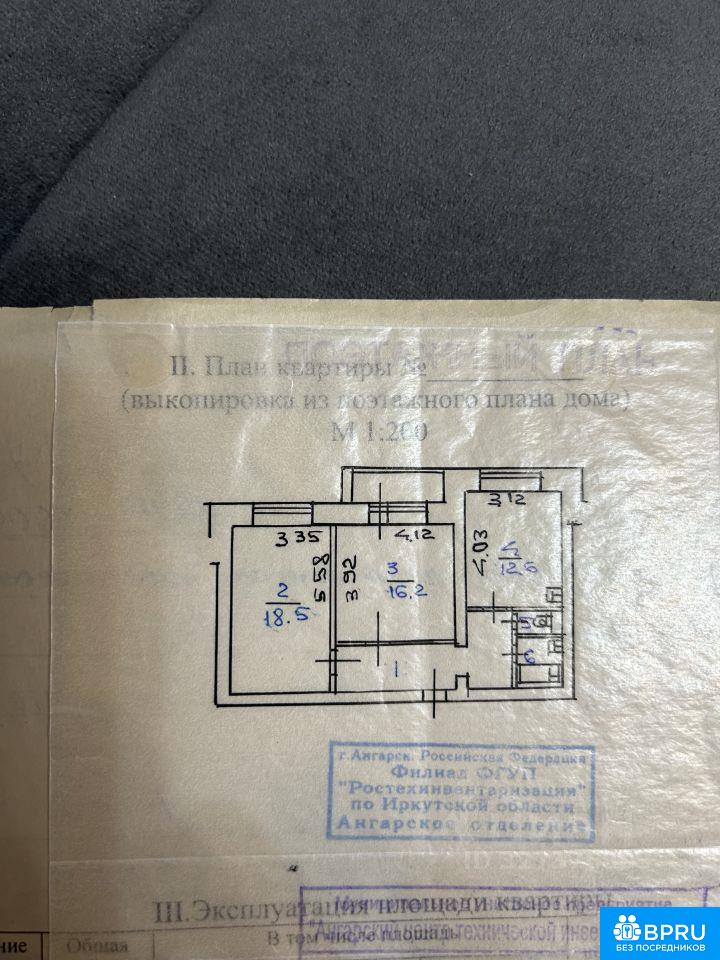 II. План квартиры №
(выкопировка из поэтажного плана дома)
М 1:200
3.12
3.35
4.12
4.03
5.58
3.92
4
12.6
3
16.2
2
18.5
5
6
1
г.Ангарск. Российская Федерация
Филиал ФГУП
"Ростехинвентаризация"
по Иркутской области
Ангарское отделение
III.Эксплуатация площади квартиры
ние
Общая
В том числе площадь
BPRU
БЕЗ ПОСРЕДНИКОВ